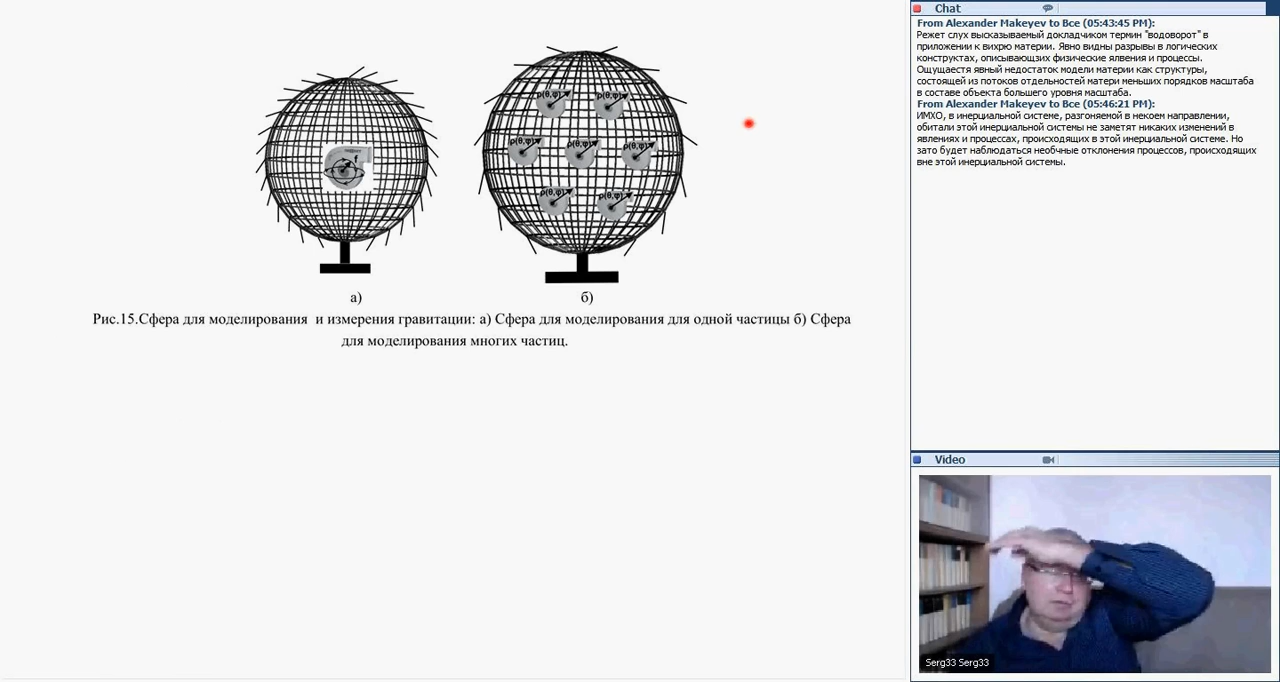 ρ(θ,φ)
ρ(θ,φ)
ρ(θ,φ)
ρ(θ,φ)
ρ(θ,φ)
ρ(θ,φ)
ρ(θ,φ)
а)
б)
Рис.15.Сфера для моделирования и измерения гравитации: а) Сфера для моделирования для одной частицы б) Сфера
для моделирования многих частиц.
Chat
From Alexander Makeyev to Все (05:43:45 PM):
Режет слух высказываемый докладчиком термин "водоворот" в
приложении к вихрю материи. Явно видны разрывы в логических
конструктах, описывающзих физические ялвения и процессы.
Ощущаестя явный недостаток модели материи как структуры,
состоящей из потоков отдельностей матери меньших порядков масштаба
в составе объекта большего уровня масштаба.
From Alexander Makeyev to Все (05:46:21 PM):
ИМХО, в инерциальной системе, разгоняемой в некоем направлении,
обитали этой инерциальной системы не заметят никаких изменений в
явлениях и процессах, происходящих в этой инерциальной системе. Но
зато будет наблюдаться необчные отклонения процессов, происходящих
вне этой инерциальной системы.
Video
Serg33 Serg33